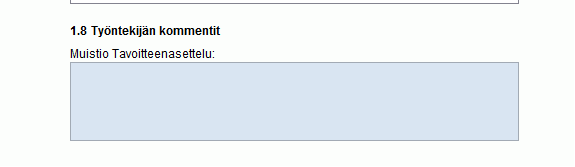 1.8 Työntekijän kommentit
Muistio Tavoitteenasettelu: